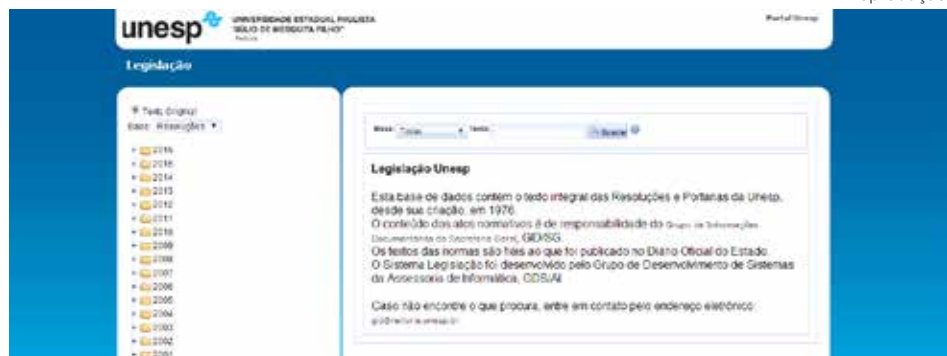 unesp
UNIVERSIDADE ESTADUAL PAULISTA
"JÚLIO DE MESQUITA FILHO"
Portal Unesp
Legislação
Texto Original
Base: Resoluções
2016
2015
2014
2013
2012
2011
2010
2009
2008
2007
2006
2005
2004
2003
2002
2001
Base: Todas Texto: Buscar
Legislação Unesp
Esta base de dados contém o texto integral das Resoluções e Portarias da Unesp,
desde sua criação, em 1976.
O conteúdo dos atos normativos é de responsabilidade do Grupo de Informações
Documentárias da Secretaria Geral, GID/SG.
Os textos das normas são fiéis ao que foi publicado no Diário Oficial do Estado.
O Sistema Legislação foi desenvolvido pelo Grupo de Desenvolvimento de Sistemas
da Assessoria de Informática, GDS/AI.
Caso não encontre o que procura, entre em contato pelo endereço eletrônico: